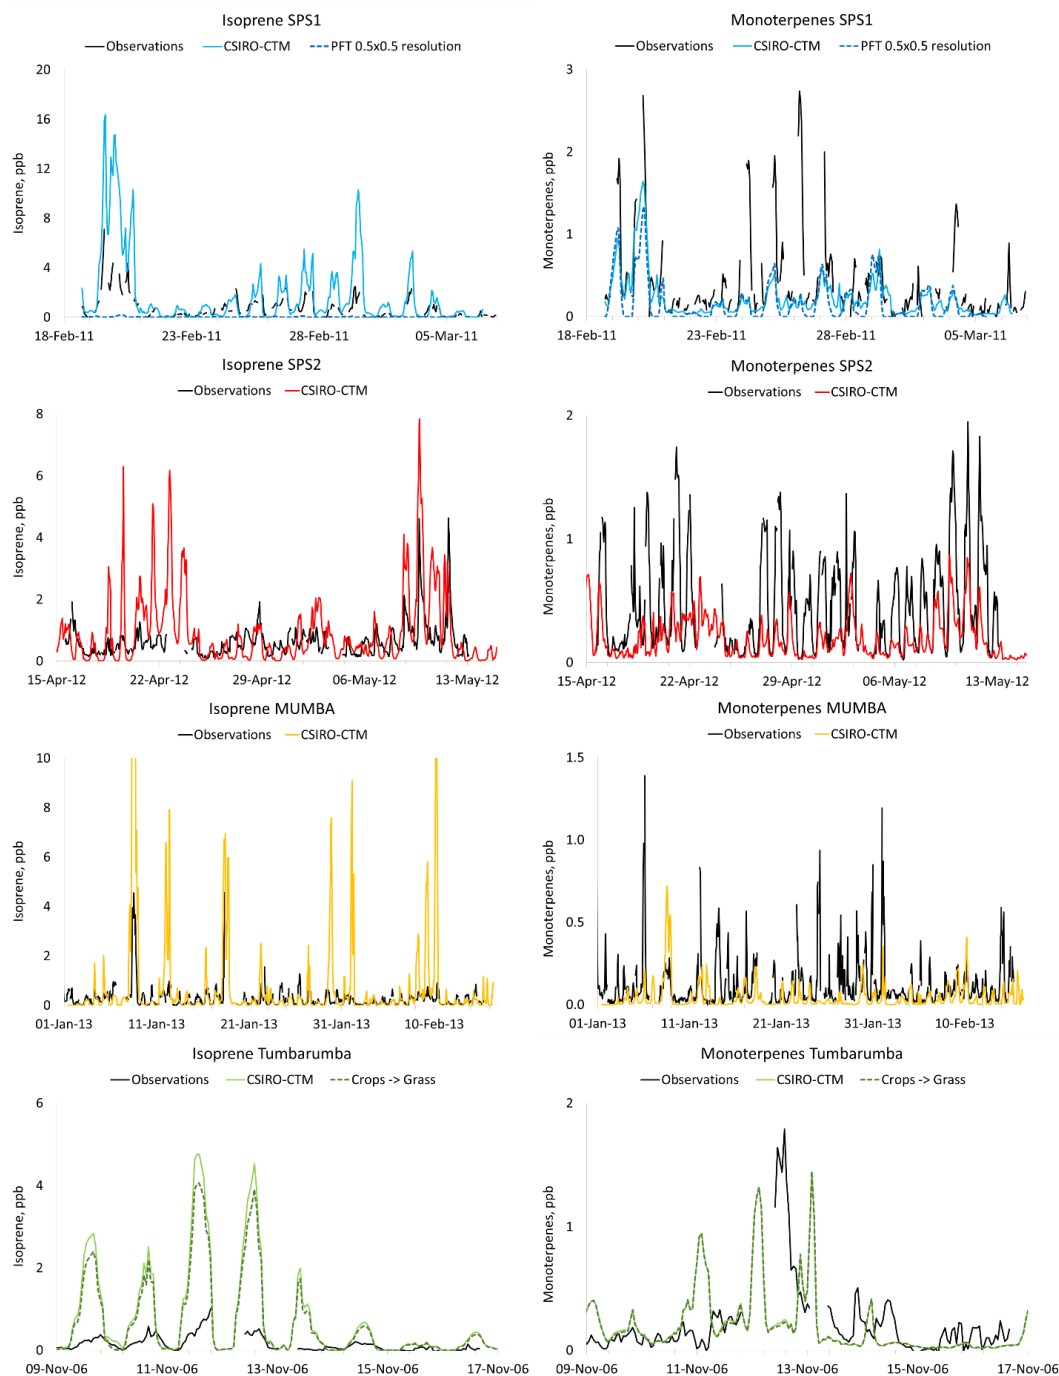 Isoprene SPS1
Observations CSIRO-CTM PFT 0.5x0.5 resolution
20
16
12
8
4
0
Isoprene, ppb
18-Feb-11 23-Feb-11 28-Feb-11 05-Mar-11
Monoterpenes SPS1
Observations CSIRO-CTM PFT 0.5x0.5 resolution
3
2
1
0
Monoterpenes, ppb
18-Feb-11 23-Feb-11 28-Feb-11 05-Mar-11
Isoprene SPS2
Observations CSIRO-CTM
8
6
4
2
0
Isoprene, ppb
15-Apr-12 22-Apr-12 29-Apr-12 06-May-12 13-May-12
Monoterpenes SPS2
Observations CSIRO-CTM
2
1
0
Monoterpenes, ppb
15-Apr-12 22-Apr-12 29-Apr-12 06-May-12 13-May-12
Isoprene MUMBA
Observations CSIRO-CTM
10
8
6
4
2
0
Isoprene, ppb
01-Jan-13 11-Jan-13 21-Jan-13 31-Jan-13 10-Feb-13
Monoterpenes MUMBA
Observations CSIRO-CTM
1.5
1.0
0.5
0.0
Monoterpenes, ppb
01-Jan-13 11-Jan-13 21-Jan-13 31-Jan-13 10-Feb-13
Isoprene Tumbarumba
Observations CSIRO-CTM Crops -> Grass
6
4
2
0
Isoprene, ppb
09-Nov-06 11-Nov-06 13-Nov-06 15-Nov-06 17-Nov-06
Monoterpenes Tumbarumba
Observations CSIRO-CTM Crops -> Grass
2
1
0
Monoterpenes, ppb
09-Nov-06 11-Nov-06 13-Nov-06 15-Nov-06 17-Nov-06